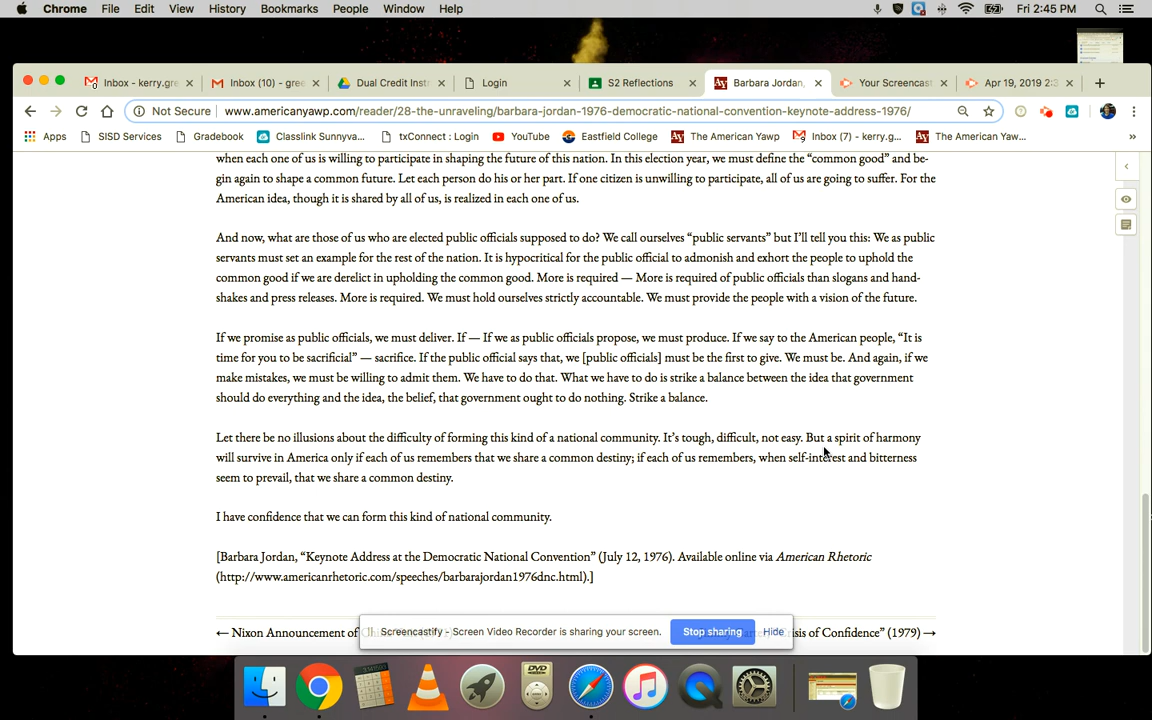 Chrome File Edit View History Bookmarks People Window Help Fri 2:45 PM
Inbox - kerry.gre Inbox (10) - gree Dual Credit Inst Login S2 Reflections Barbara Jordan, Your Screencast Apr 19, 2019 2:3
Not Secure www.americanyawp.com/reader/28-the-unraveling/barbara-jordan-1976-democratic-national-convention-keynote-address-1976/
Apps SISD Services Gradebook Classlink Sunnyva... txConnect : Login YouTube Eastfield College The American Yawp Inbox (7) - kerry.g... The American Yaw... »
when each one of us is willing to participate in shaping the future of this nation. In this election year, we must define the “common good” and be-
gin again to shape a common future. Let each person do his or her part. If one citizen is unwilling to participate, all of us are going to suffer. For the
American idea, though it is shared by all of us, is realized in each one of us.
And now, what are those of us who are elected public officials supposed to do? We call ourselves “public servants” but I’ll tell you this: We as public
servants must set an example for the rest of the nation. It is hypocritical for the public official to admonish and exhort the people to uphold the
common good if we are derelict in upholding the common good. More is required — More is required of public officials than slogans and hand-
shakes and press releases. More is required. We must hold ourselves strictly accountable. We must provide the people with a vision of the future.
If we promise as public officials, we must deliver. If — If we as public officials propose, we must produce. If we say to the American people, “It is
time for you to be sacrificial” — sacrifice. If the public official says that, we [public officials] must be the first to give. We must be. And again, if we
make mistakes, we must be willing to admit them. We have to do that. What we have to do is strike a balance between the idea that government
should do everything and the idea, the belief, that government ought to do nothing. Strike a balance.
Let there be no illusions about the difficulty of forming this kind of a national community. It’s tough, difficult, not easy. But a spirit of harmony
will survive in America only if each of us remembers that we share a common destiny; if each of us remembers, when self-interest and bitterness
seem to prevail, that we share a common destiny.
I have confidence that we can form this kind of national community.
[Barbara Jordan, “Keynote Address at the Democratic National Convention” (July 12, 1976). Available online via American Rhetoric
(http://www.americanrhetoric.com/speeches/barbarajordan1976dnc.html).]
← Nixon Announcement of risis of Confidence” (1979) →
Screencastify - Screen Video Recorder is sharing your screen. Stop sharing Hide
DVD